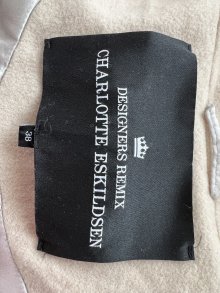 DESIGNERS REMIX
CHARLOTTE ESKILDSEN
38